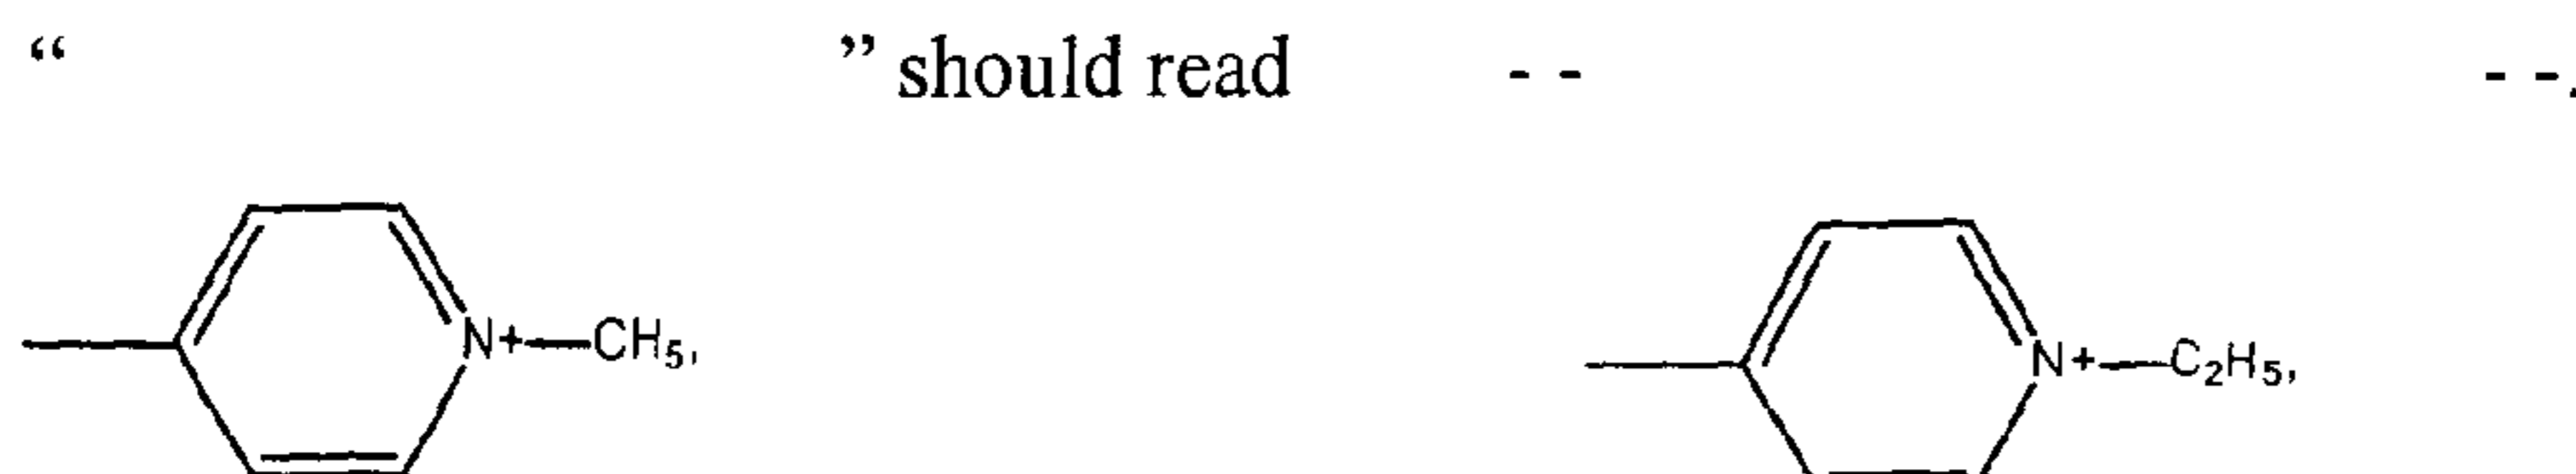 “ ” should read - - - -.
N+—CH5, N+—C2H5,